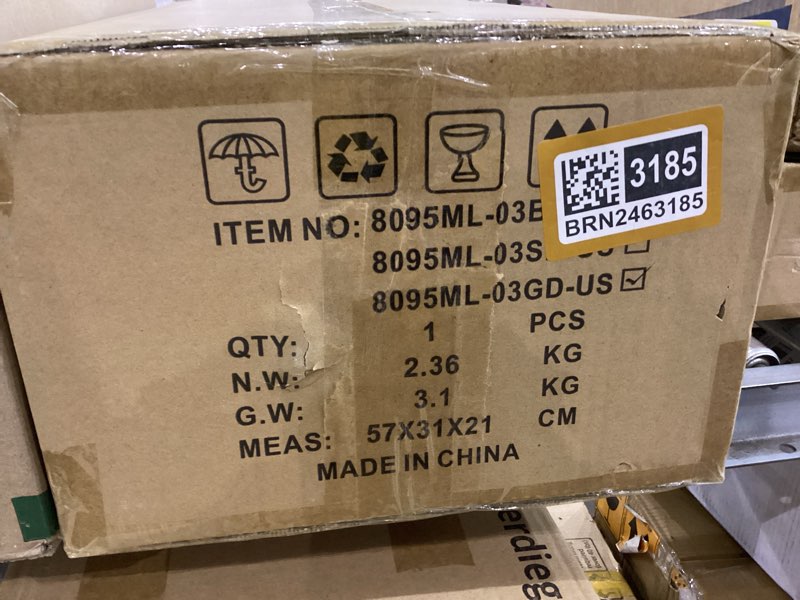 3185
BRN2463185
ITEM NO: 8095ML-03
8095ML-03S
8095ML-03GD-US ☑
QTY: 1 PCS
N.W: 2.36 KG
G.W: 3.1 KG
MEAS: 57X31X21 CM
MADE IN CHINA
erdieg